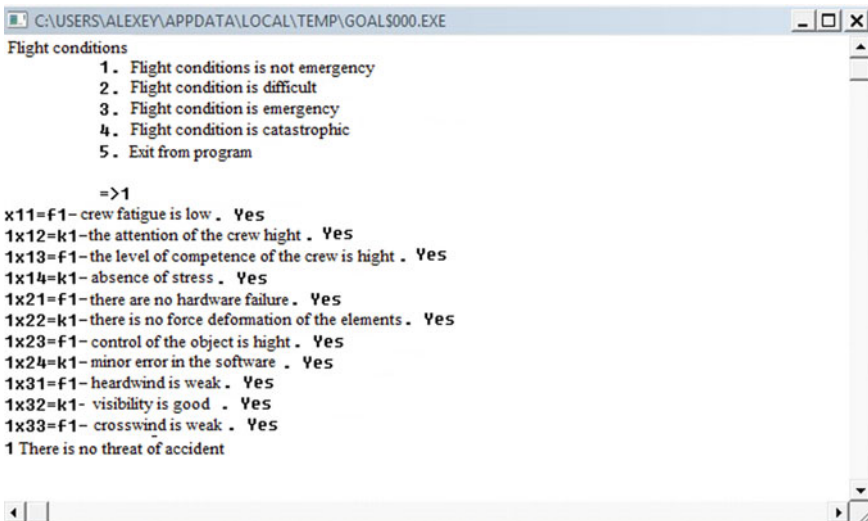 C:\USERS\ALEXEY\APPDATA\LOCAL\TEMP\GOAL$000.EXE
Flight conditions
1. Flight conditions is not emergency
2. Flight condition is difficult
3. Flight condition is emergency
4. Flight condition is catastrophic
5. Exit from program
=>1
x11=f1- crew fatigue is low. Yes
1x12=k1-the attention of the crew hight . Yes
1x13=f1-the level of competence of the crew is hight . Yes
1x14=k1- absence of stress. Yes
1x21=f1-there are no hardware failure. Yes
1x22=k1-there is no force deformation of the elements. Yes
1x23=f1- control of the object is hight. Yes
1x24=k1-minor error in the software . Yes
1x31=f1-heardwind is weak. Yes
1x32=k1- visibility is good . Yes
1x33=f1- crosswind is weak. Yes
1 There is no threat of accident